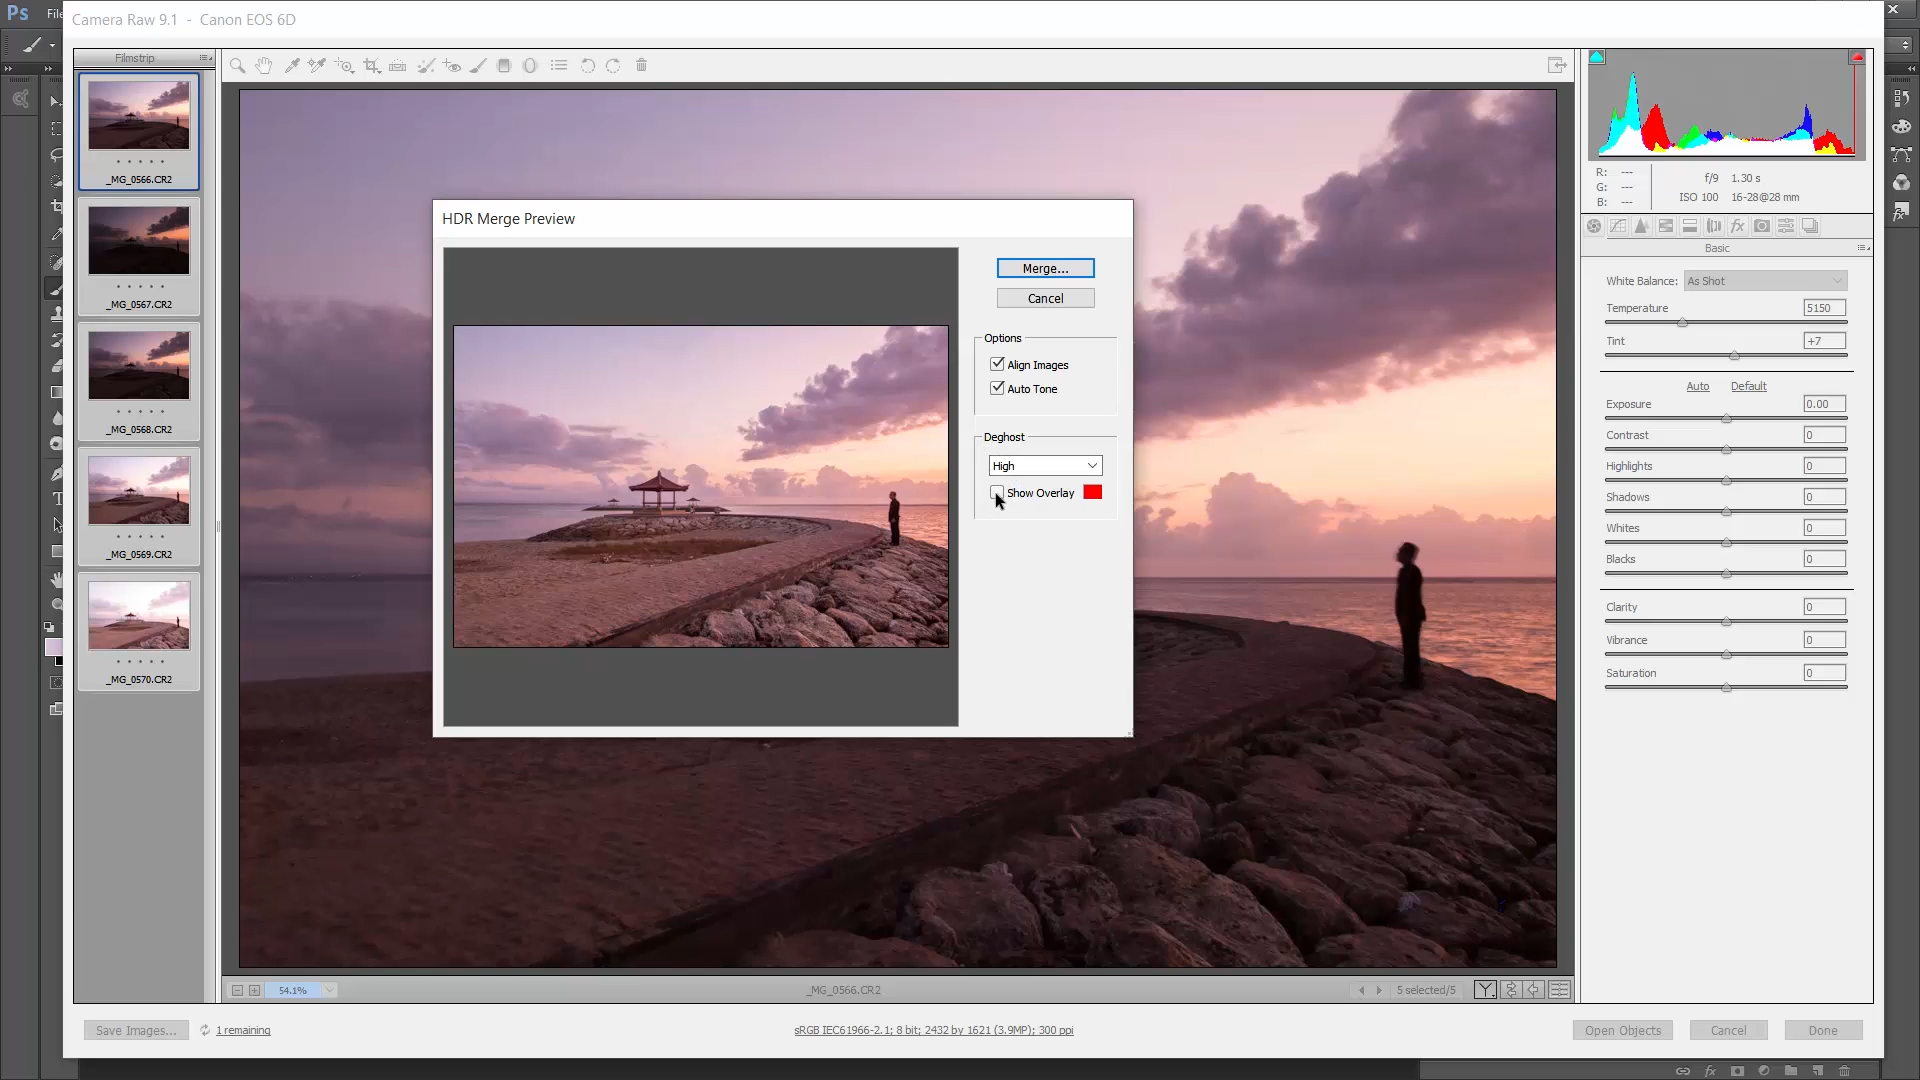 Ps
File
Camera Raw 9.1 - Canon EOS 6D
Filmstrip
_MG_0566.CR2
_MG_0567.CR2
_MG_0568.CR2
_MG_0569.CR2
_MG_0570.CR2
HDR Merge Preview
Merge...
Cancel
Options
Align Images
Auto Tone
Deghost
High
Show Overlay
R: ---
G: ---
B: ---
f/9 1.30 s
ISO 100 16-28@28 mm
Basic
White Balance: As Shot
Temperature 5150
Tint +7
Auto Default
Exposure 0.00
Contrast 0
Highlights 0
Shadows 0
Whites 0
Blacks 0
Clarity 0
Vibrance 0
Saturation 0
54.1% _MG_0566.CR2 5 selected/5
Save Images... 1 remaining
sRGB IEC61966-2.1; 8 bit; 2432 by 1621 (3.9MP); 300 ppi
Open Objects Cancel Done